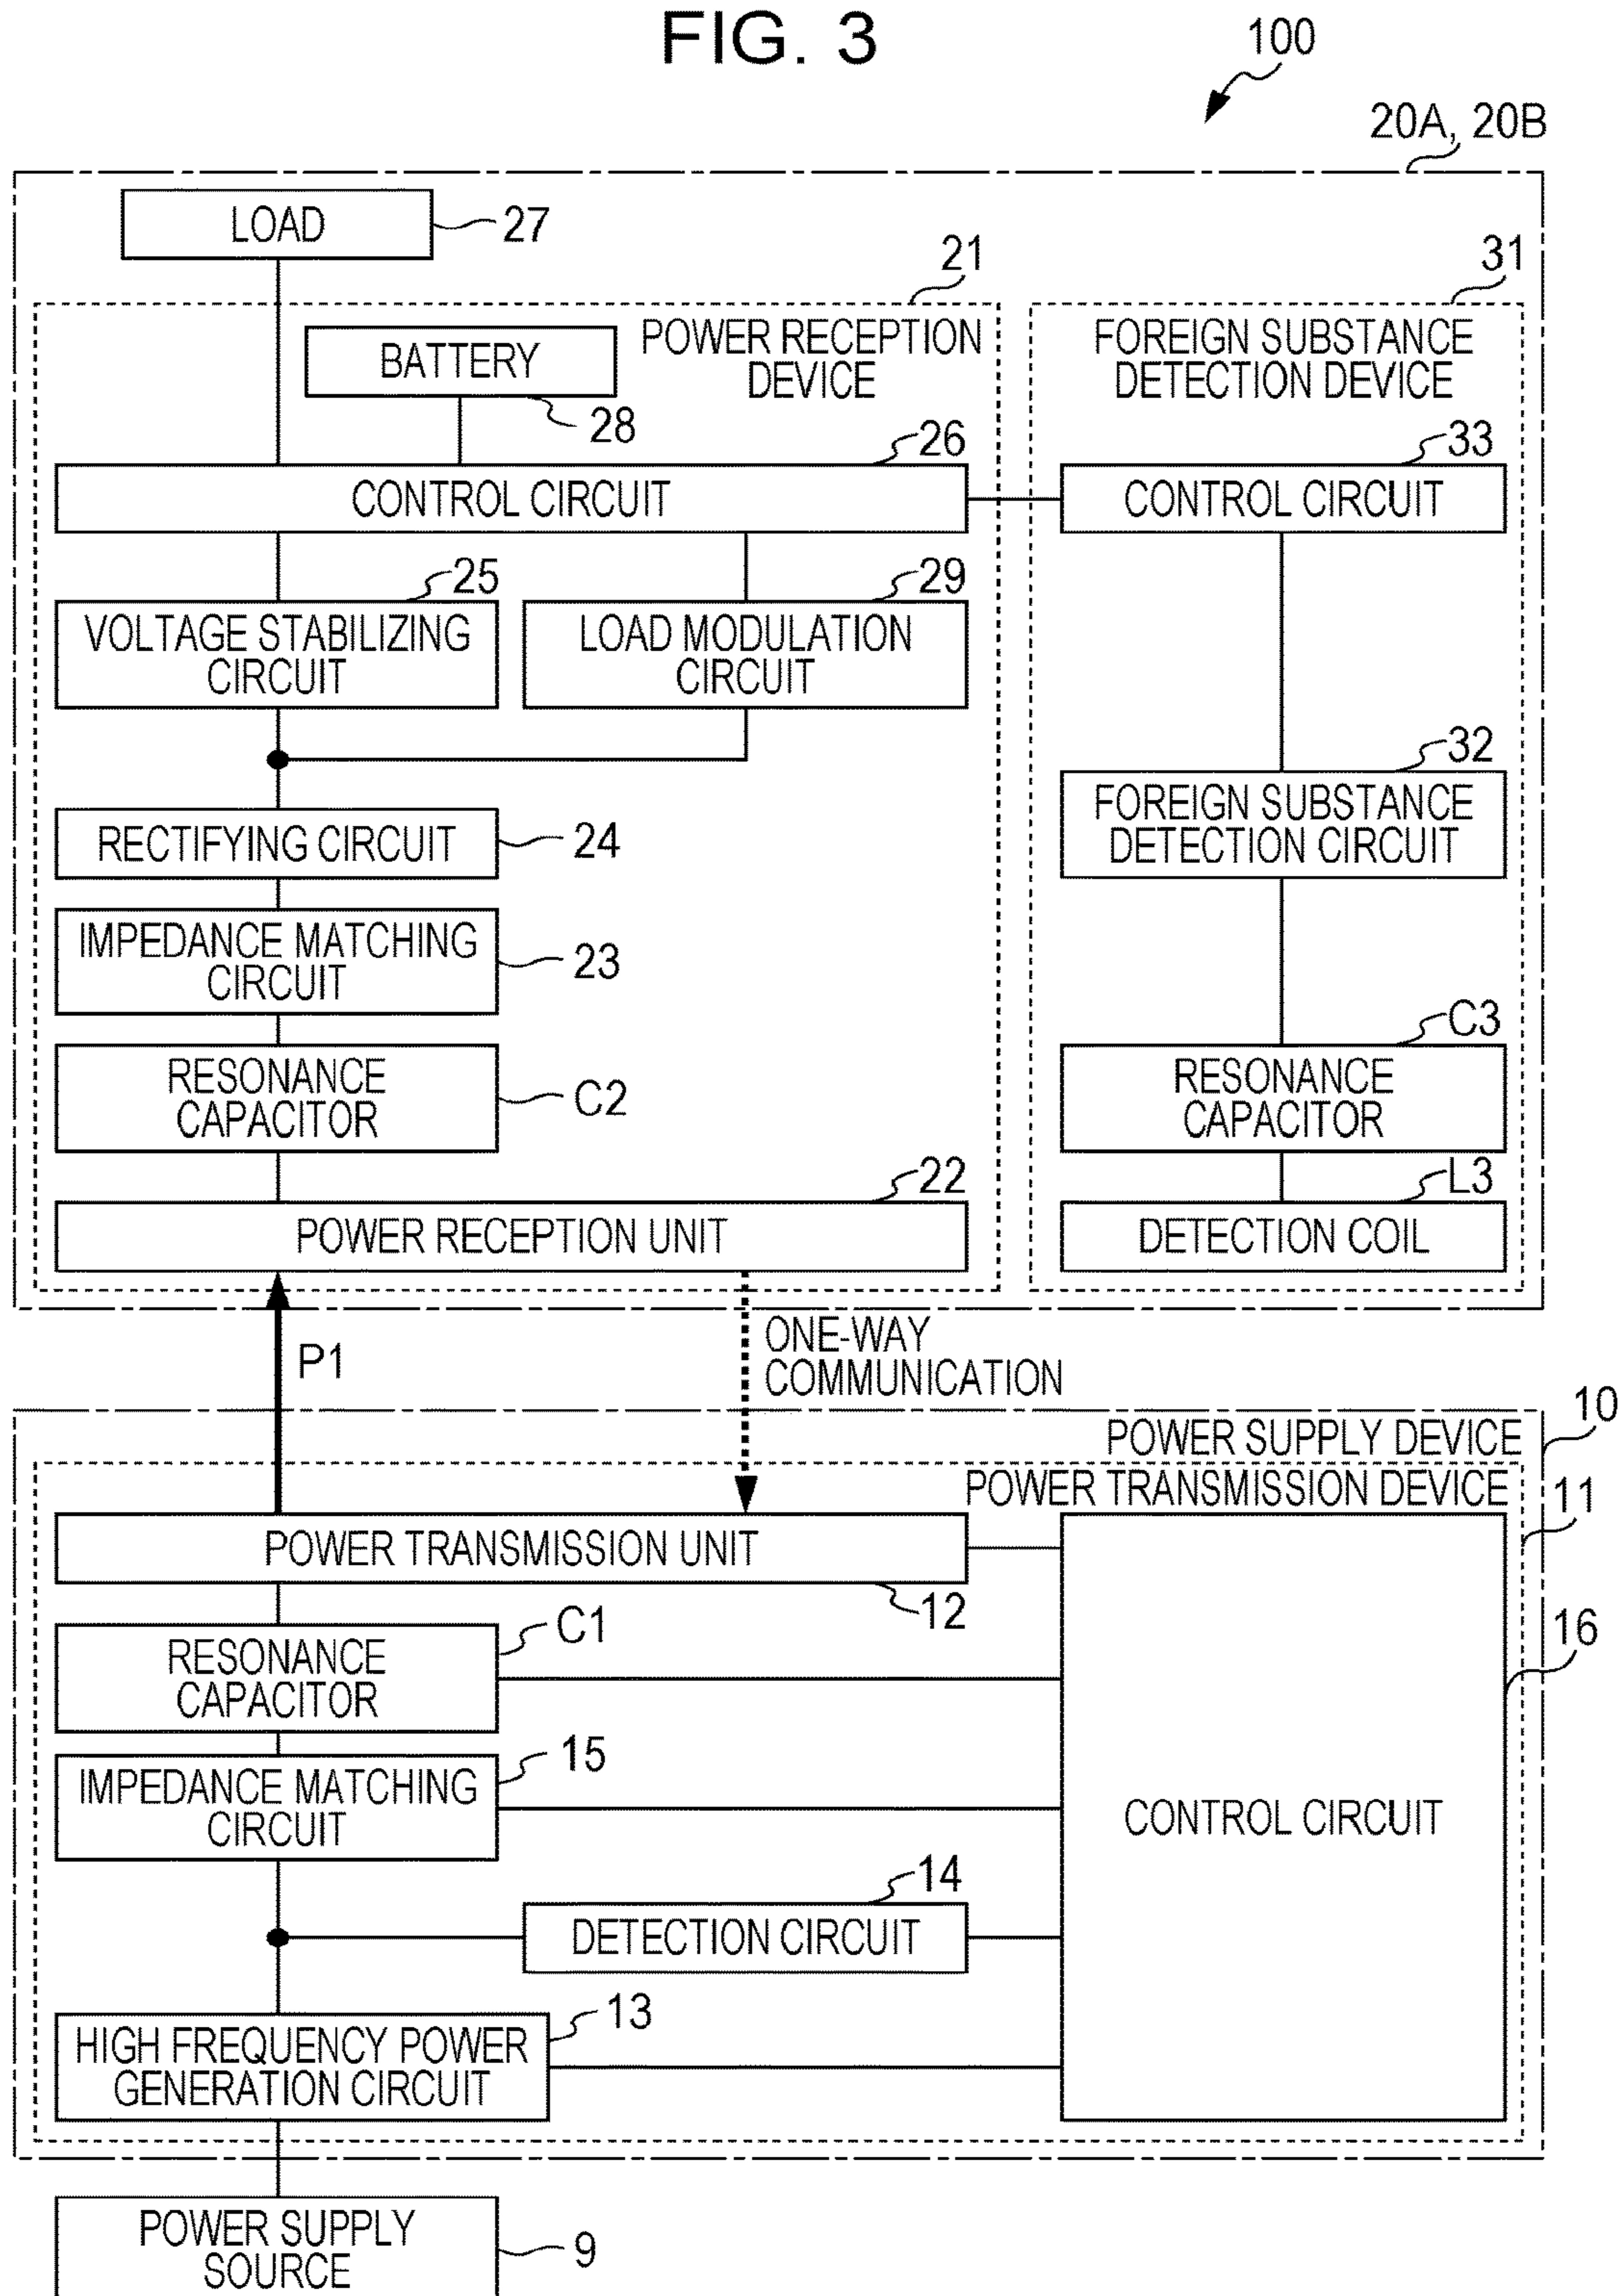 FIG. 3
100
20A, 20B
LOAD
27
21
31
BATTERY
28
POWER RECEPTION
DEVICE
FOREIGN SUBSTANCE
DETECTION DEVICE
26
33
CONTROL CIRCUIT
CONTROL CIRCUIT
25
29
VOLTAGE STABILIZING
CIRCUIT
LOAD MODULATION
CIRCUIT
32
FOREIGN SUBSTANCE
DETECTION CIRCUIT
RECTIFYING CIRCUIT
24
IMPEDANCE MATCHING
CIRCUIT
23
C3
RESONANCE
CAPACITOR
C2
RESONANCE
CAPACITOR
22
L3
POWER RECEPTION UNIT
DETECTION COIL
P1
ONE-WAY
COMMUNICATION
10
POWER SUPPLY DEVICE
POWER TRANSMISSION DEVICE
11
POWER TRANSMISSION UNIT
12
C1
16
RESONANCE
CAPACITOR
15
IMPEDANCE MATCHING
CIRCUIT
CONTROL CIRCUIT
14
DETECTION CIRCUIT
13
HIGH FREQUENCY POWER
GENERATION CIRCUIT
POWER SUPPLY
SOURCE
9